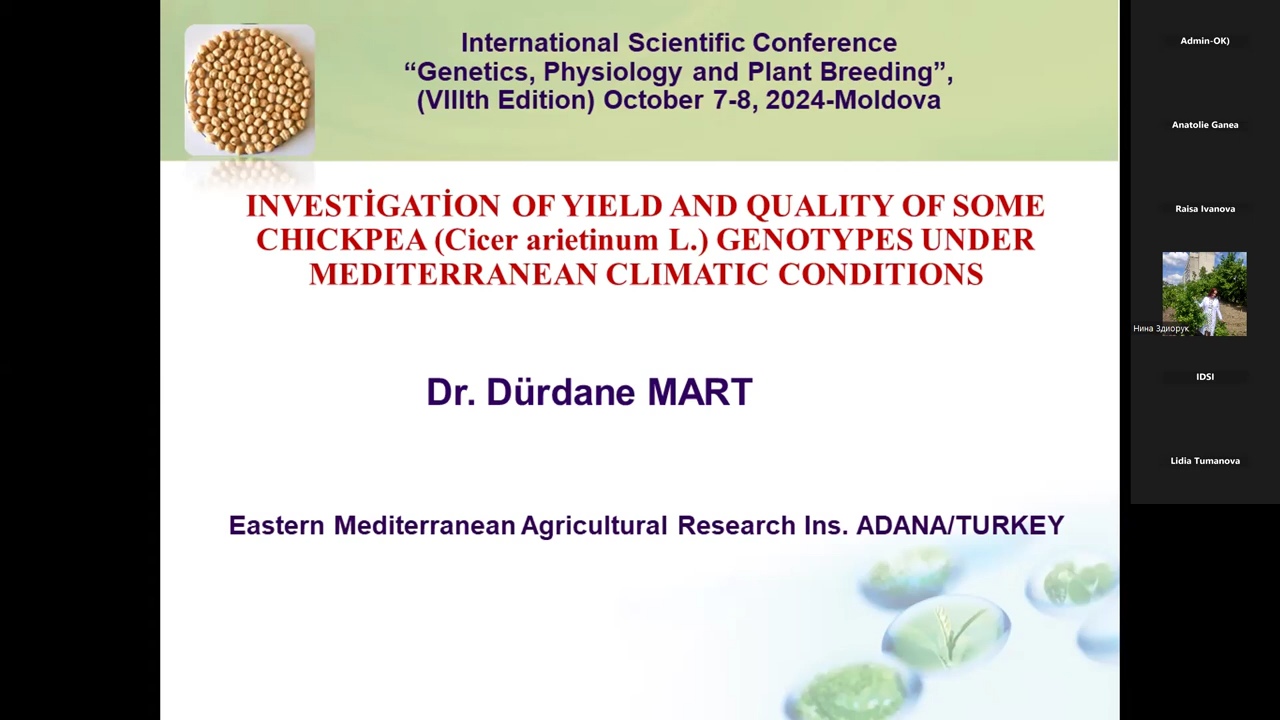 International Scientific Conference
“Genetics, Physiology and Plant Breeding”,
(VIIIth Edition) October 7-8, 2024-Moldova
INVESTİGATİON OF YIELD AND QUALITY OF SOME
CHICKPEA (Cicer arietinum L.) GENOTYPES UNDER
MEDITERRANEAN CLIMATIC CONDITIONS
Dr. Dürdane MART
Eastern Mediterranean Agricultural Research Ins. ADANA/TURKEY
Admin-OK)
Anatolie Ganea
Raisa Ivanova
Нина Здиорук
IDSI
Lidia Tumanova